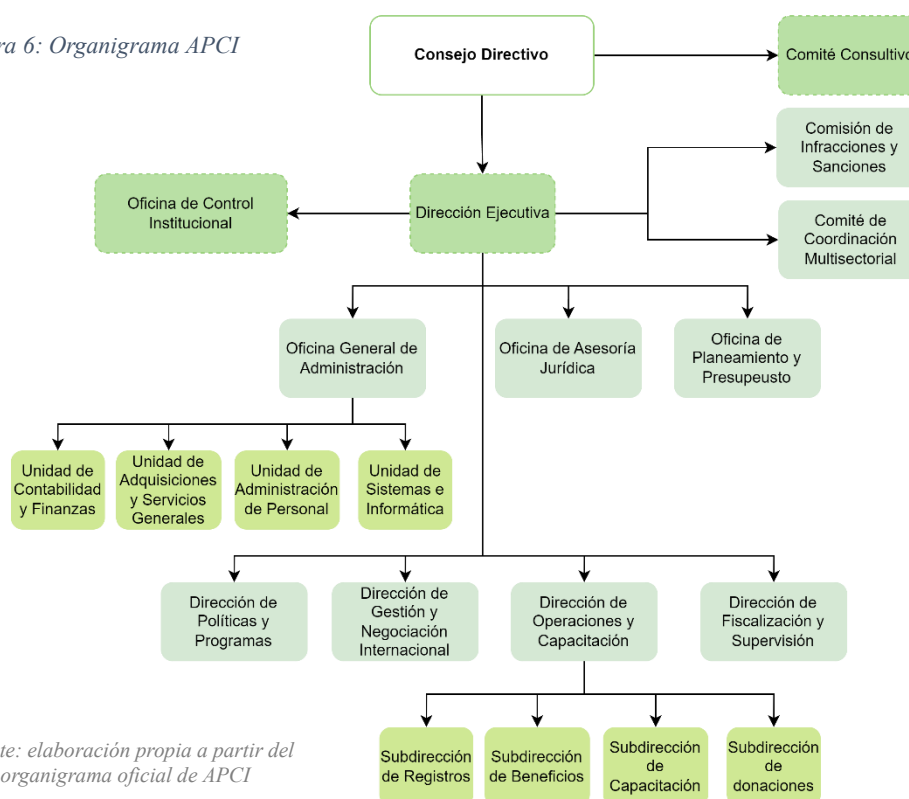 ra 6: Organigrama APCI
Consejo Directivo
Comité Consultivo
Comisión de
Infracciones y
Sanciones
Oficina de Control
Institucional
Dirección Ejecutiva
Comité de
Coordinación
Multisectorial
Oficina General de
Administración
Oficina de Asesoría
Jurídica
Oficina de
Planeamiento y
Presupeusto
Unidad de
Contabilidad
y Finanzas
Unidad de
Adquisiciones
y Servicios
Generales
Unidad de
Administración
de Personal
Unidad de
Sistemas e
Informática
Dirección de
Políticas y
Programas
Dirección de
Gestión y
Negociación
Internacional
Dirección de
Operaciones y
Capacitación
Dirección de
Fiscalización y
Supervisión
Subdirección
de Registros
Subdirección
de Beneficios
Subdirección
de
Capacitación
Subdirección
de
donaciones
te: elaboración propia a partir del
organigrama oficial de APCI